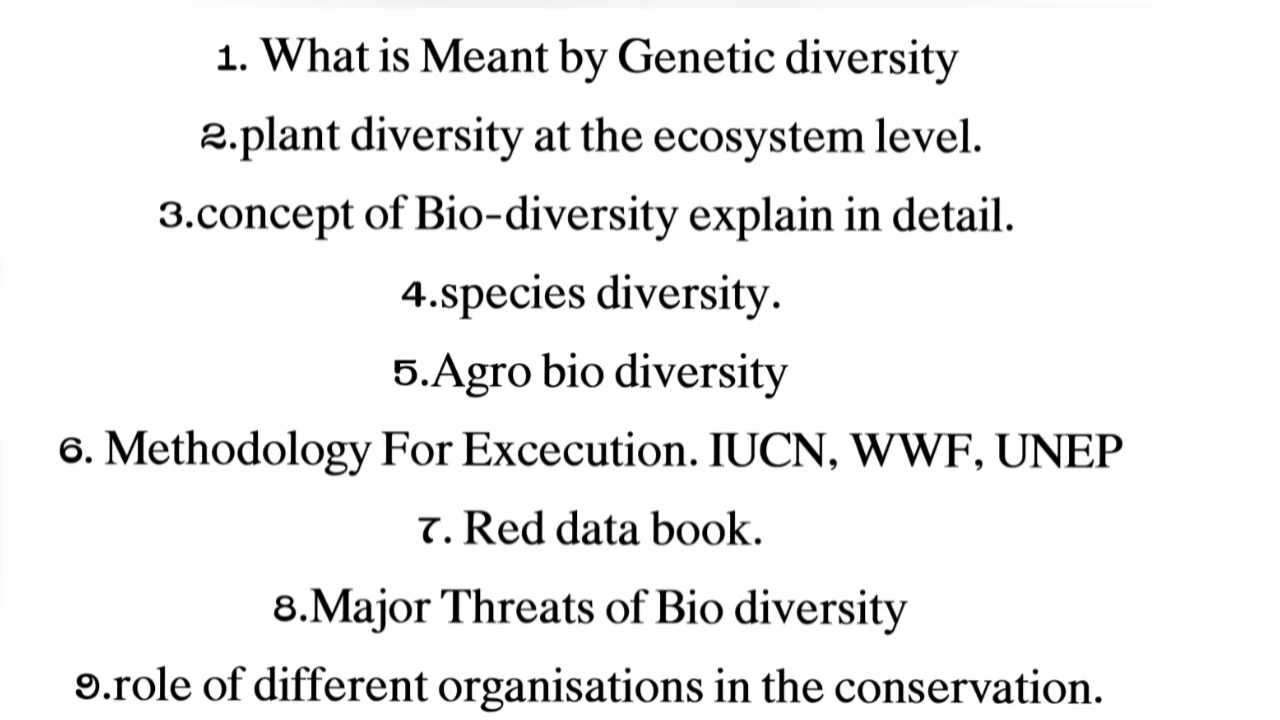 1. What is Meant by Genetic diversity
2.plant diversity at the ecosystem level.
3.concept of Bio-diversity explain in detail.
4.species diversity.
5.Agro bio diversity
6. Methodology For Excecution. IUCN, WWF, UNEP
7. Red data book.
8.Major Threats of Bio diversity
9.role of different organisations in the conservation.